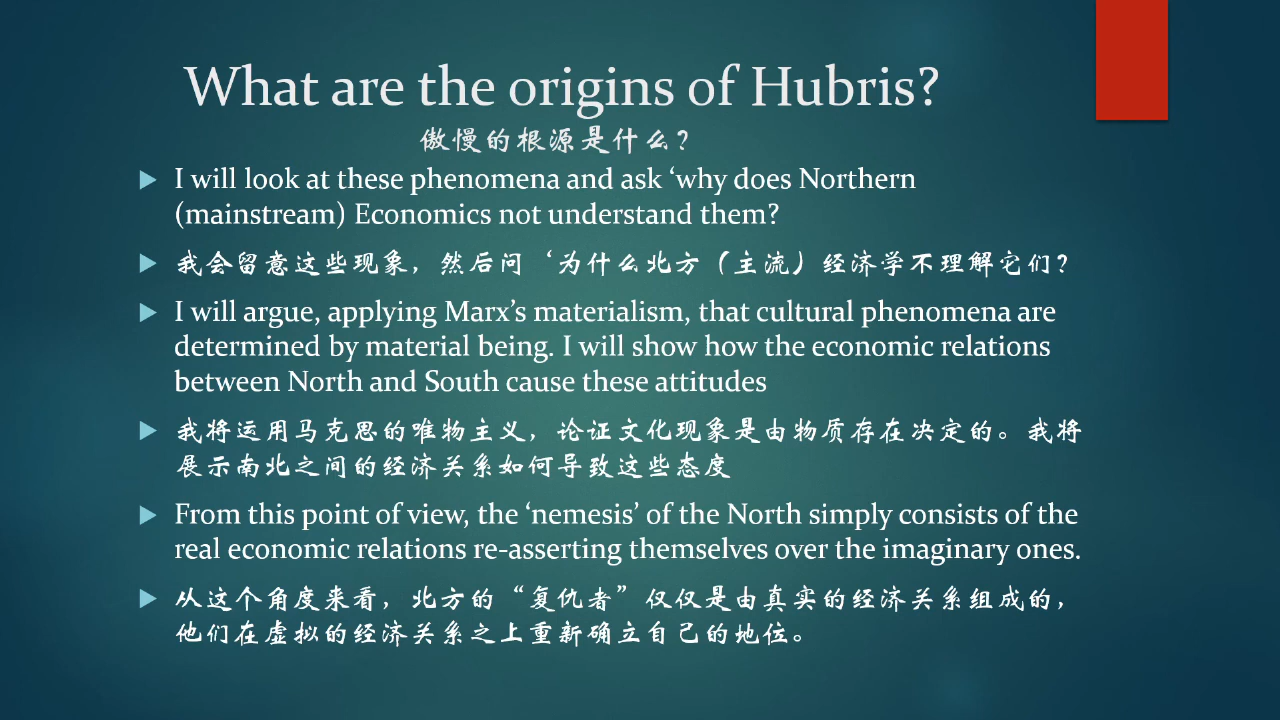 What are the origins of Hubris?
傲慢的根源是什么?
I will look at these phenomena and ask ‘why does Northern
(mainstream) Economics not understand them?
我会留意这些现象，然后问‘为什么北方（主流）经济学不理解它们?
I will argue, applying Marx’s materialism, that cultural phenomena are
determined by material being. I will show how the economic relations
between North and South cause these attitudes
我将运用马克思的唯物主义，论证文化现象是由物质存在决定的。我将
展示南北之间的经济关系如何导致这些态度
From this point of view, the ‘nemesis’ of the North simply consists of the
real economic relations re-asserting themselves over the imaginary ones.
从这个角度来看，北方的“复仇者”仅仅是由真实的经济关系组成的，
他们在虚拟的经济关系之上重新确立自己的地位。